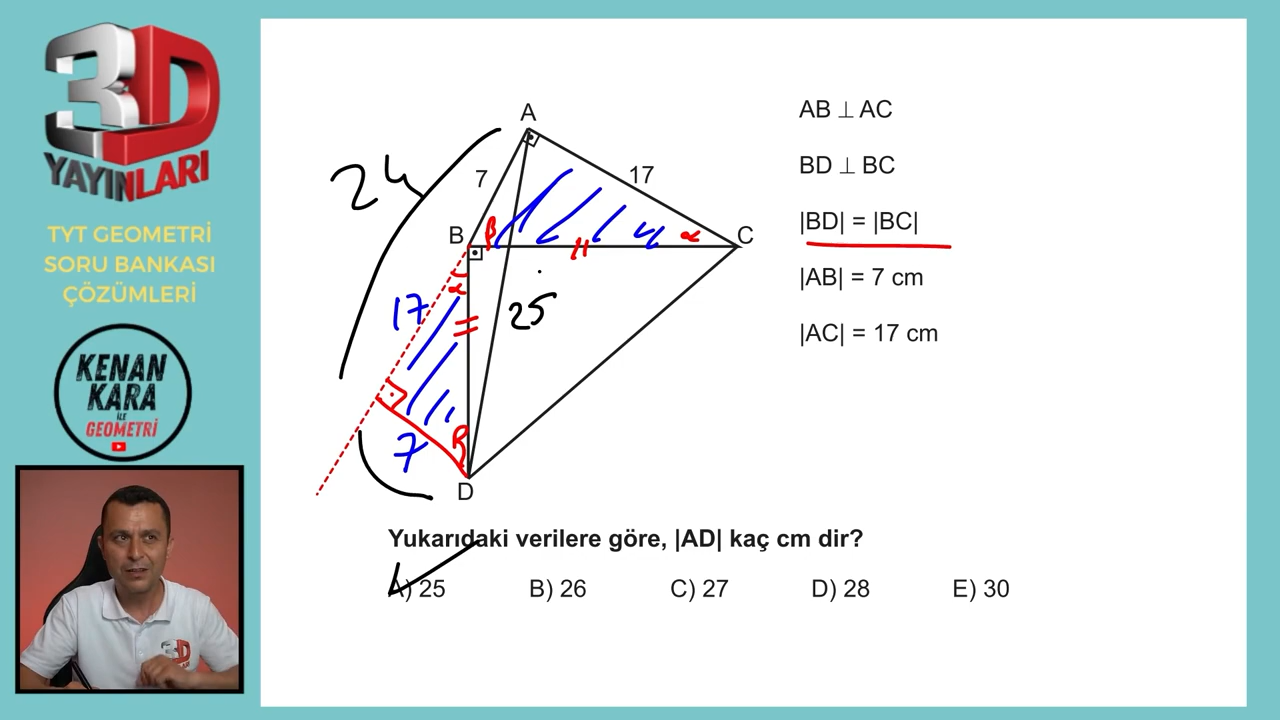 3D
YAYINLARI
TYT GEOMETRİ
SORU BANKASI
ÇÖZÜMLERİ
KENAN
KARA
İLE
GEOMETRİ
3D
24
A
7
17
B
β
α
C
α
17
25
7
β
D
AB ⊥ AC
BD ⊥ BC
|BD| = |BC|
|AB| = 7 cm
|AC| = 17 cm
Yukarıdaki verilere göre, |AD| kaç cm dir?
A) 25 B) 26 C) 27 D) 28 E) 30